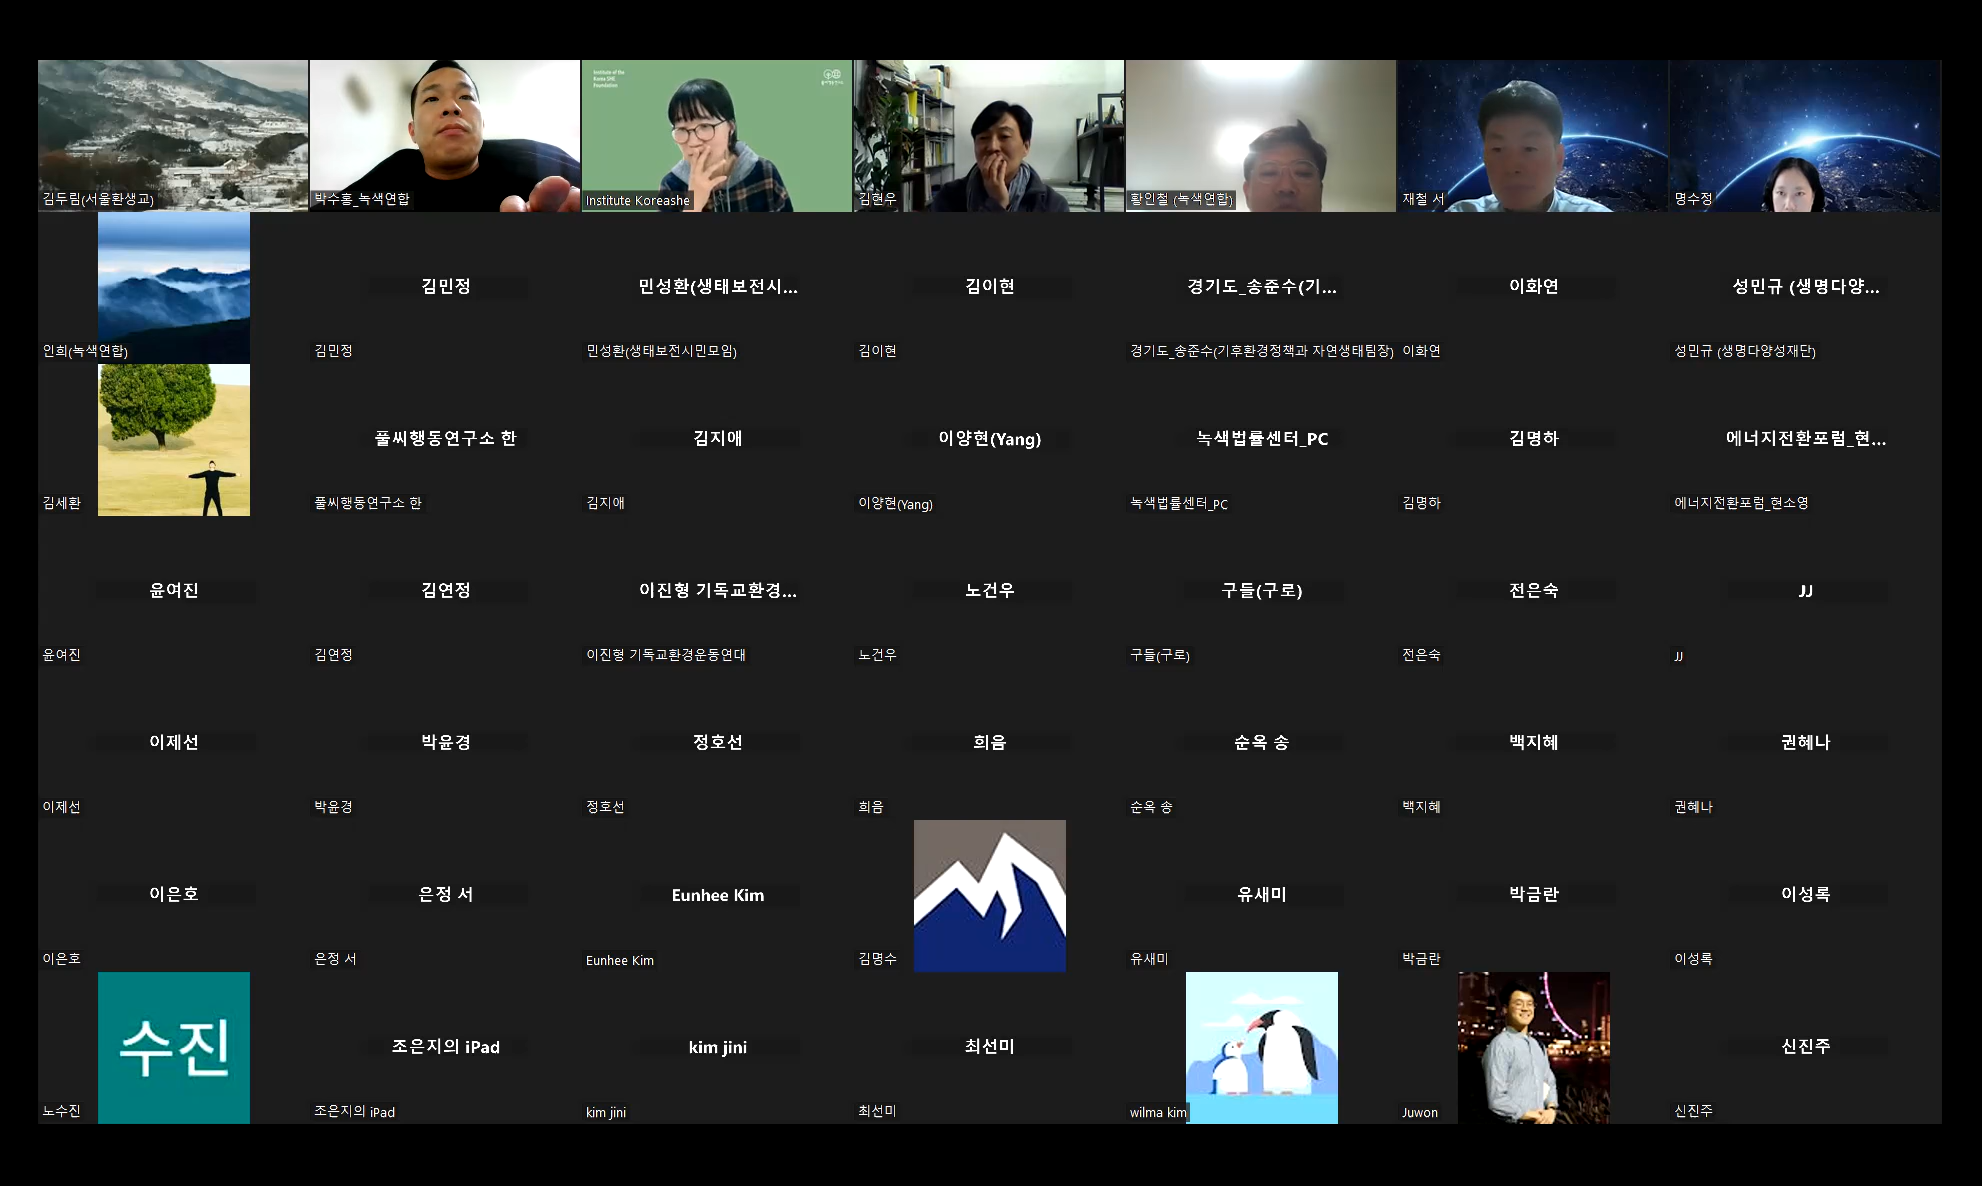 Institute of the
Korea SHE
Foundation
김두림(서울환생교)
박수홍_녹색연합
Institute Koreashe
김현우
황인철 (녹색연합)
재철 서
명수정
김민정
민성환(생태보전시...
김이현
경기도_송준수(기...
이화연
성민규 (생명다양...
인희(녹색연합)
김민정
민성환(생태보전시민모임)
김이현
경기도_송준수(기후환경정책과 자연생태팀장)
이화연
성민규 (생명다양성재단)
풀씨행동연구소 한
김지애
이양현(Yang)
녹색법률센터_PC
김명하
에너지전환포럼_현...
김세환
풀씨행동연구소 한
김지애
이양현(Yang)
녹색법률센터_PC
김명하
에너지전환포럼_현소영
윤여진
김연정
이진형 기독교환경...
노건우
구들(구로)
전은숙
JJ
윤여진
김연정
이진형 기독교환경운동연대
노건우
구들(구로)
전은숙
JJ
이제선
박윤경
정호선
희음
순옥 송
백지혜
권혜나
이제선
박윤경
정호선
희음
순옥 송
백지혜
권혜나
이은호
은정 서
Eunhee Kim
유새미
박금란
이성록
이은호
은정 서
Eunhee Kim
김명수
유새미
박금란
이성록
수진
조은지의 iPad
kim jini
최선미
신진주
노수진
조은지의 iPad
kim jini
최선미
wilma kim
Juwon
신진주